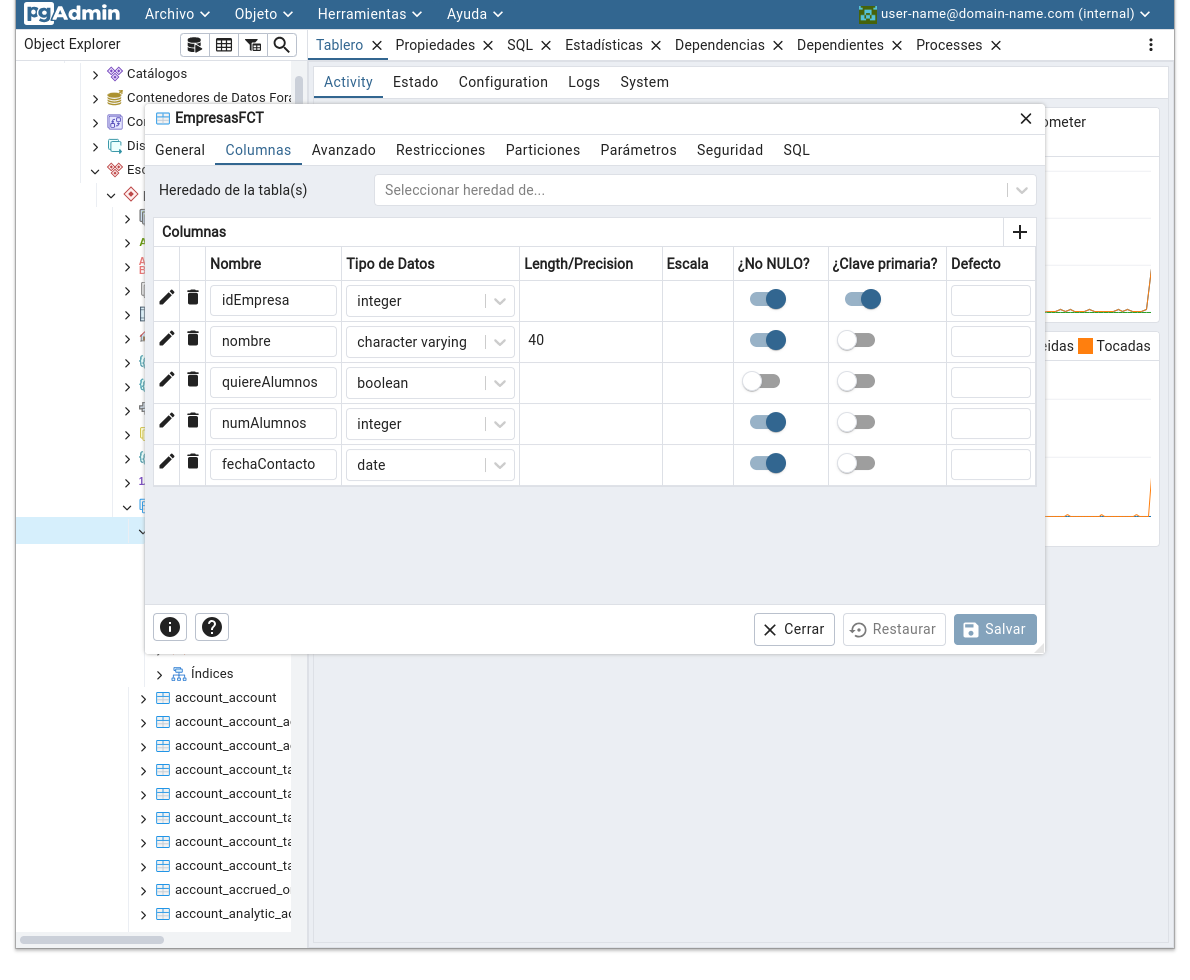 pgAdmin Archivo Objeto Herramientas Ayuda user-name@domain-name.com (internal)
Object Explorer Tablero Propiedades SQL Estadísticas Dependencias Dependientes Processes
Activity Estado Configuration Logs System
Catálogos
Contenedores de Datos Fora
Co
Dis
Esc
ometer
eidas Tocadas
EmpresasFCT
General Columnas Avanzado Restricciones Particiones Parámetros Seguridad SQL
Heredado de la tabla(s) Seleccionar heredad de...
Columnas
Nombre Tipo de Datos Length/Precision Escala ¿No NULO? ¿Clave primaria? Defecto
idEmpresa integer
nombre character varying 40
quiereAlumnos boolean
numAlumnos integer
fechaContacto date
Cerrar Restaurar Salvar
Índices
account_account
account_account_a
account_account_a
account_account_ta
account_account_ta
account_account_ta
account_account_ta
account_account_ta
account_accrued_o
account_analytic_ac